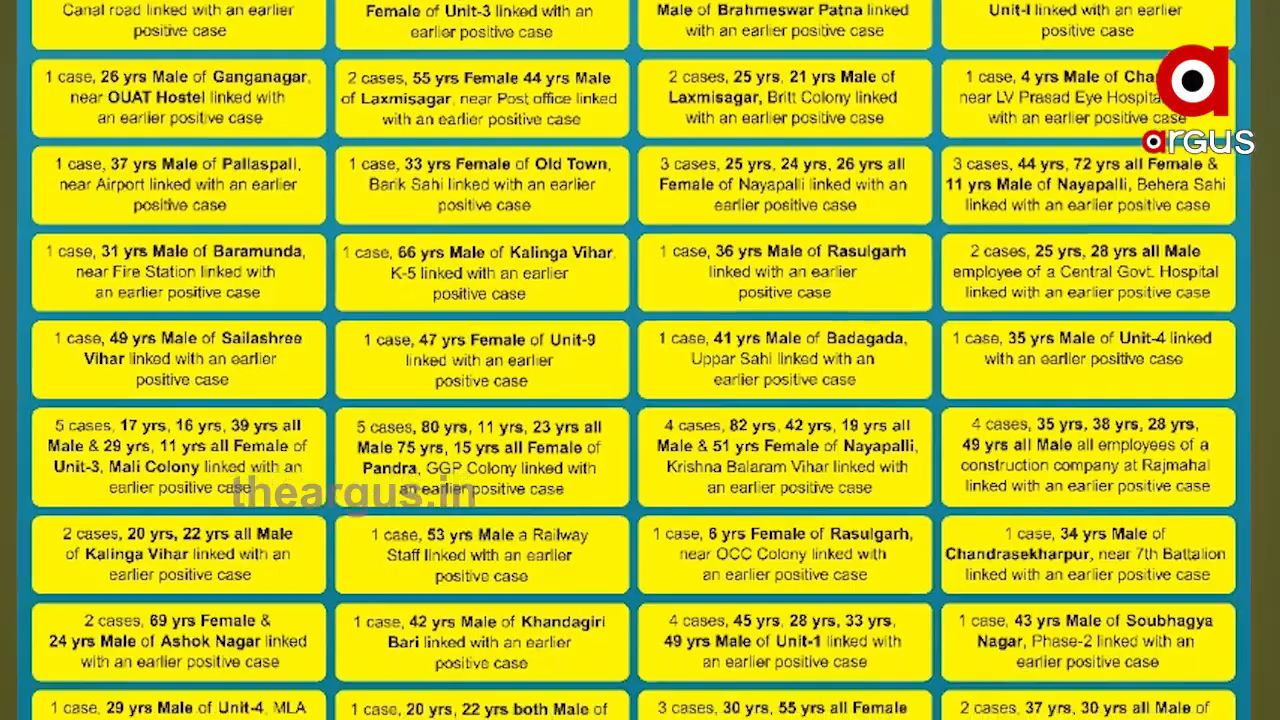 Canal road linked with an earlier
positive case
Female of Unit-3 linked with an
earlier positive case
Male of Brahmeswar Patna linked
with an earlier positive case
Unit-I linked with an earlier
positive case
1 case, 26 yrs Male of Ganganagar,
near OUAT Hostel linked with
an earlier positive case
2 cases, 55 yrs Female 44 yrs Male
of Laxmisagar, near Post office linked
with an earlier positive case
2 cases, 25 yrs, 21 yrs Male of
Laxmisagar, Britt Colony linked
with an earlier positive case
1 case, 4 yrs Male of
near LV Prasad Eye
with an earlier positive case
argus
1 case, 37 yrs Male of Pallaspall,
near Airport linked with an earlier
positive case
1 case, 33 yrs Female of Old Town,
Barik Sahi linked with an earlier
positive case
3 cases, 25 yrs, 24 yrs, 26 yrs all
Female of Nayapalli linked with an
earlier positive case
3 cases, 44 yrs, 72 yrs all Female &
11 yrs Male of Nayapalli, Behera Sahi
linked with an earlier positive case
1 case, 31 yrs Male of Baramunda,
near Fire Station linked with
an earlier positive case
1 case, 66 yrs Male of Kalinga Vihar,
K-5 linked with an earlier
positive case
1 case, 36 yrs Male of Rasulgarh
linked with an earlier
positive case
2 cases, 25 yrs, 28 yrs all Male
employee of a Central Govt. Hospital
linked with an earlier positive case
1 case, 49 yrs Male of Sailashree
Vihar linked with an earlier
positive case
1 case, 47 yrs Female of Unit-9
linked with an earlier
positive case
1 case, 41 yrs Male of Badagada,
Uppar Sahi linked with an
earlier positive case
1 case, 35 yrs Male of Unit-4 linked
with an earlier positive case
5 cases, 17 yrs, 16 yrs, 39 yrs all
Male & 29 yrs, 11 yrs all Female of
Unit-3, Mali Colony linked with an
earlier positive case
5 cases, 80 yrs, 11 yrs, 23 yrs all
Male 75 yrs, 15 yrs all Female of
Pandra, GGP Colony linked with
an earlier positive case
4 cases, 82 yrs, 42 yrs, 19 yrs all
Male & 51 yrs Female of Nayapalli,
Krishna Balaram Vihar linked with
an earlier positive case
4 cases, 35 yrs, 38 yrs, 28 yrs,
49 yrs all Male all employees of a
construction company at Rajmahal
linked with an earlier positive case
theargus.in
2 cases, 20 yrs, 22 yrs all Male
of Kalinga Vihar linked with an
earlier positive case
1 case, 53 yrs Male a Railway
Staff linked with an earlier
positive case
1 case, 6 yrs Female of Rasulgarh,
near OCC Colony linked with
an earlier positive case
1 case, 34 yrs Male of
Chandrasekharpur, near 7th Battalion
linked with an earlier positive case
2 cases, 69 yrs Female &
24 yrs Male of Ashok Nagar linked
with an earlier positive case
1 case, 42 yrs Male of Khandagiri
Bari linked with an earlier
positive case
4 cases, 45 yrs, 28 yrs, 33 yrs,
49 yrs Male of Unit-1 linked with
an earlier positive case
1 case, 43 yrs Male of Soubhagya
Nagar, Phase-2 linked with an
earlier positive case
1 case, 29 yrs Male of Unit-4, MLA
1 case, 20 yrs, 22 yrs both Male of
3 cases, 30 yrs, 55 yrs all Female
2 cases, 37 yrs, 30 yrs all Male of